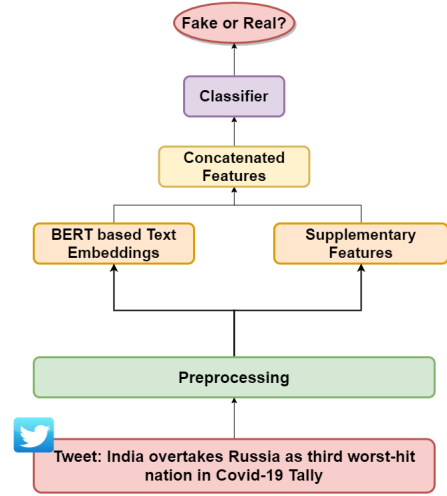 Fake or Real?
Classifier
Concatenated
Features
BERT based Text
Embeddings
Supplementary
Features
Preprocessing
Tweet: India overtakes Russia as third worst-hit
nation in Covid-19 Tally